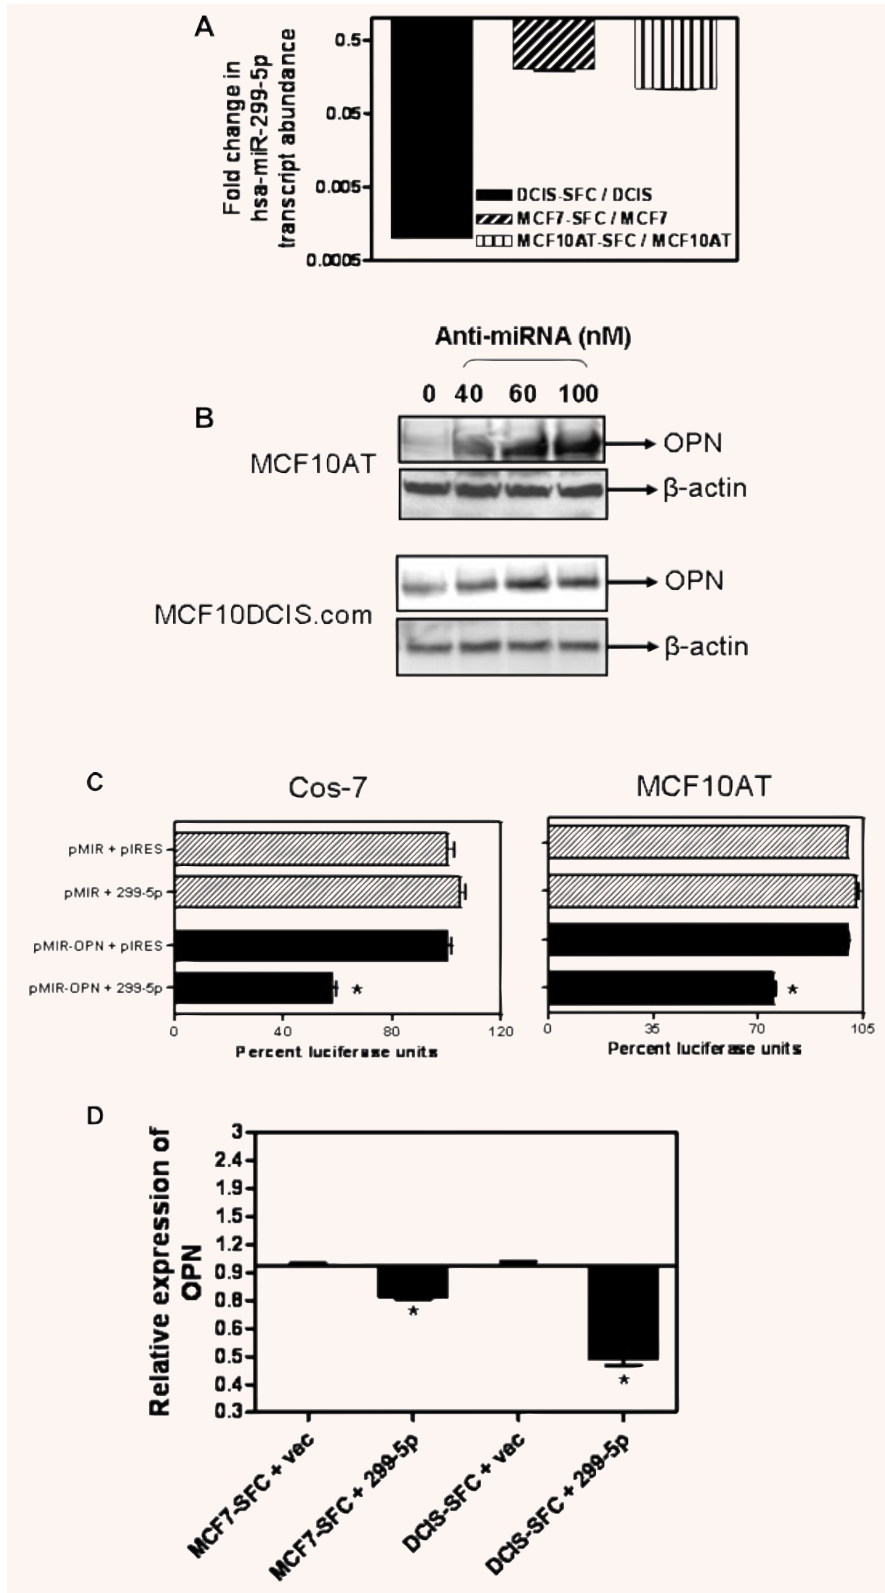 A
Fold change in
hsa-miR-299-5p
transcript abundance
0.5
0.05
0.005
0.0005
DCIS-SFC / DCIS
MCF7-SFC / MCF7
MCF10AT-SFC / MCF10AT
Anti-miRNA (nM)
0 40 60 100
B
MCF10AT
OPN
β-actin
MCF10DCIS.com
OPN
β-actin
C
Cos-7
MCF10AT
pMIR + pIRES
pMIR + 299-5p
pMIR-OPN + pIRES
pMIR-OPN + 299-5p
*
*
0 40 80 120
0 35 70 105
Percent luciferase units
Percent luciferase units
D
Relative expression of
OPN
3
2.4
1.9
1.5
1.2
0.9
0.8
0.6
0.5
0.4
0.3
*
*
MCF7-SFC + vec
MCF7-SFC + 299-5p
DCIS-SFC + vec
DCIS-SFC + 299-5p